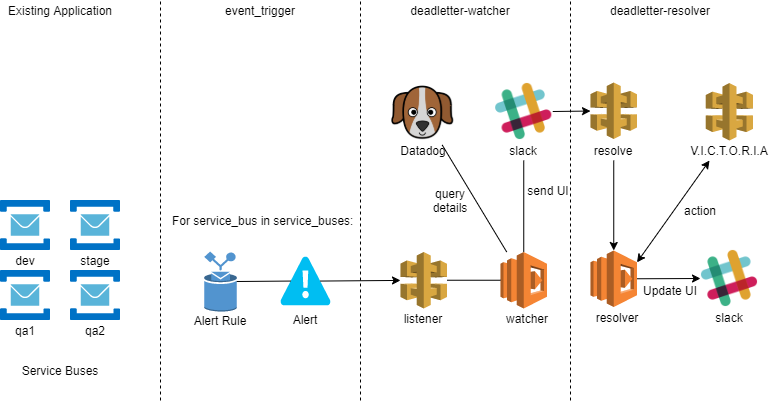 Existing Application
event_trigger
deadletter-watcher
deadletter-resolver
Datadog
slack
resolve
V.I.C.T.O.R.I.A
query
details
send UI
action
For service_bus in service_buses:
dev
stage
qa1
qa2
Service Buses
Alert Rule
Alert
listener
watcher
resolver
Update UI
slack